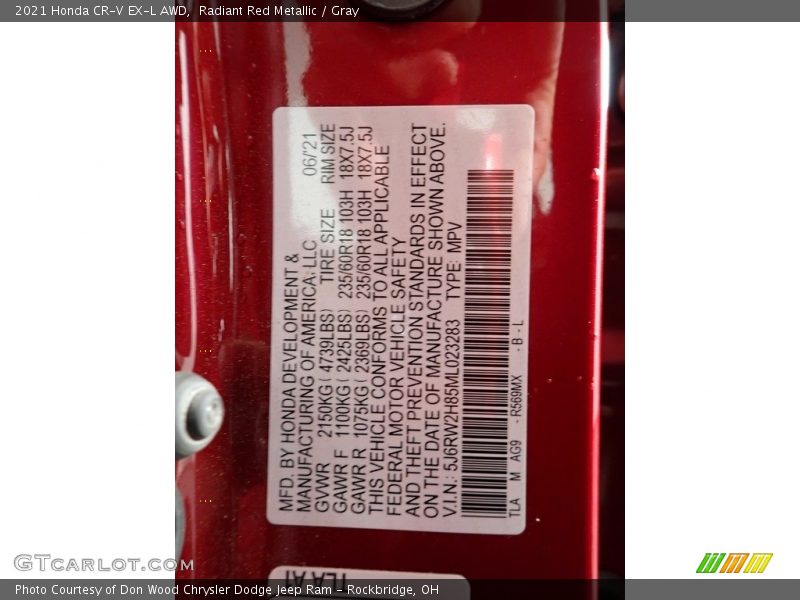 2021 Honda CR-V EX-L AWD, Radiant Red Metallic / Gray
MFD. BY HONDA DEVELOPMENT &
MANUFACTURING OF AMERICA, LLC 06/'21
TIRE SIZE RIM SIZE
GVWR 2150KG ( 4739LBS)
GAWR F 1100KG ( 2425LBS) 235/60R18 103H 18X7.5J
GAWR R 1075KG ( 2369LBS) 235/60R18 103H 18X7.5J
THIS VEHICLE CONFORMS TO ALL APPLICABLE
FEDERAL MOTOR VEHICLE SAFETY
AND THEFT PREVENTION STANDARDS IN EFFECT
ON THE DATE OF MANUFACTURE SHOWN ABOVE.
V.I.N.: 5J6RW2H85ML023283 TYPE: MPV
TLA M AG9 - R569MX - B - L
TLA A1
GTCarlot.com
Photo Courtesy of Don Wood Chrysler Dodge Jeep Ram - Rockbridge, OH